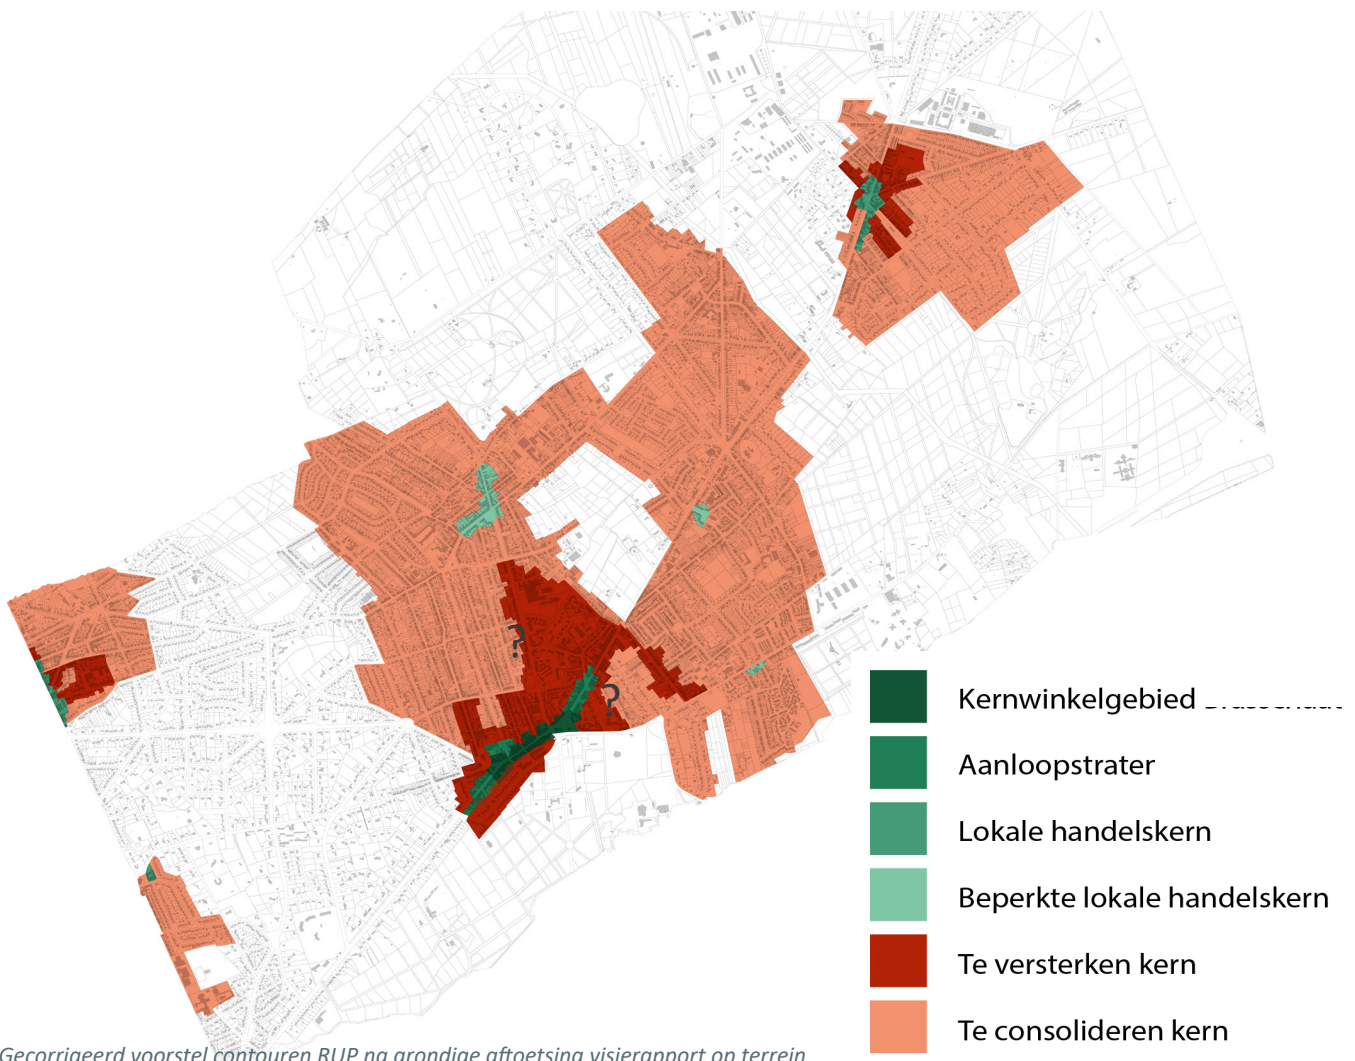 ?
?
Kernwinkelgebied
Aanloopstrater
Lokale handelskern
Beperkte lokale handelskern
Te versterken kern
Te consolideren kern
Gecorrigeerd voorstel contouren RUP na grondige aftoetsing visierapport op terrein